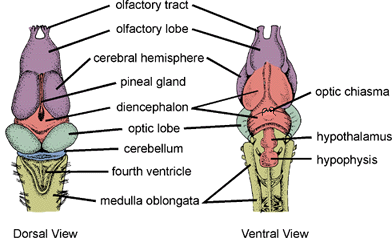 olfactory tract
olfactory lobe
cerebral hemisphere
pineal gland
optic chiasma
diencephalon
optic lobe
hypothalamus
cerebellum
hypophysis
fourth ventricle
medulla oblongata
Dorsal View
Ventral View